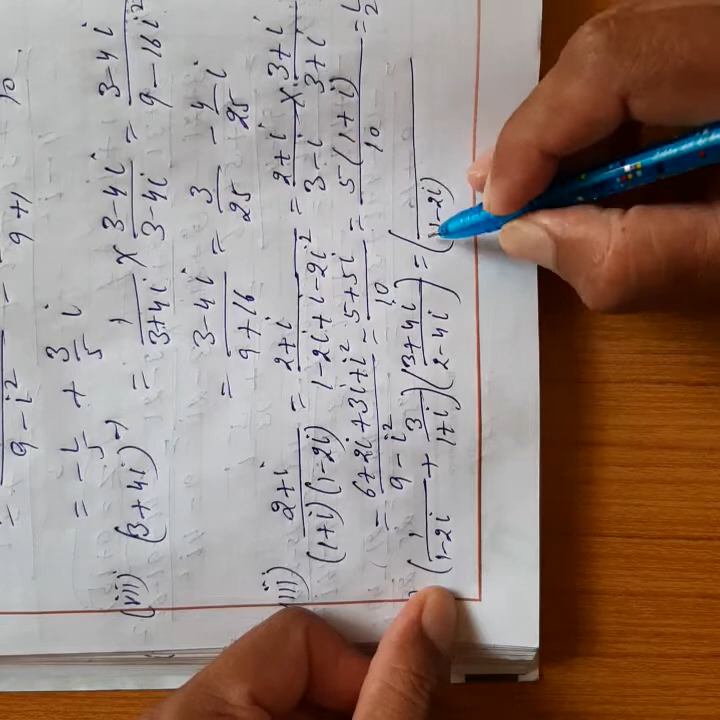 9 - i² 9 + 1 10
= - 1/5 + 3/5 i
(vii) (3+4i)⁻¹ = 1/(3+4i) × (3-4i)/(3-4i) = (3-4i)/(9-16i²)
= (3-4i)/(9+16) = 3/25 - 4/25 i
(2+i)/((1+i)(1-2i)) = (2+i)/(1-2i+i-2i²) = (2+i)/(3-i) × (3+i)/(3+i)
= (6+2i+3i+i²)/(9-i²) = (5+5i)/10 = 5(1+i)/10 =
(1/(1-2i) + 3/(1+i)) ((3+4i)/(2-4i)) = ( /(1-2i)